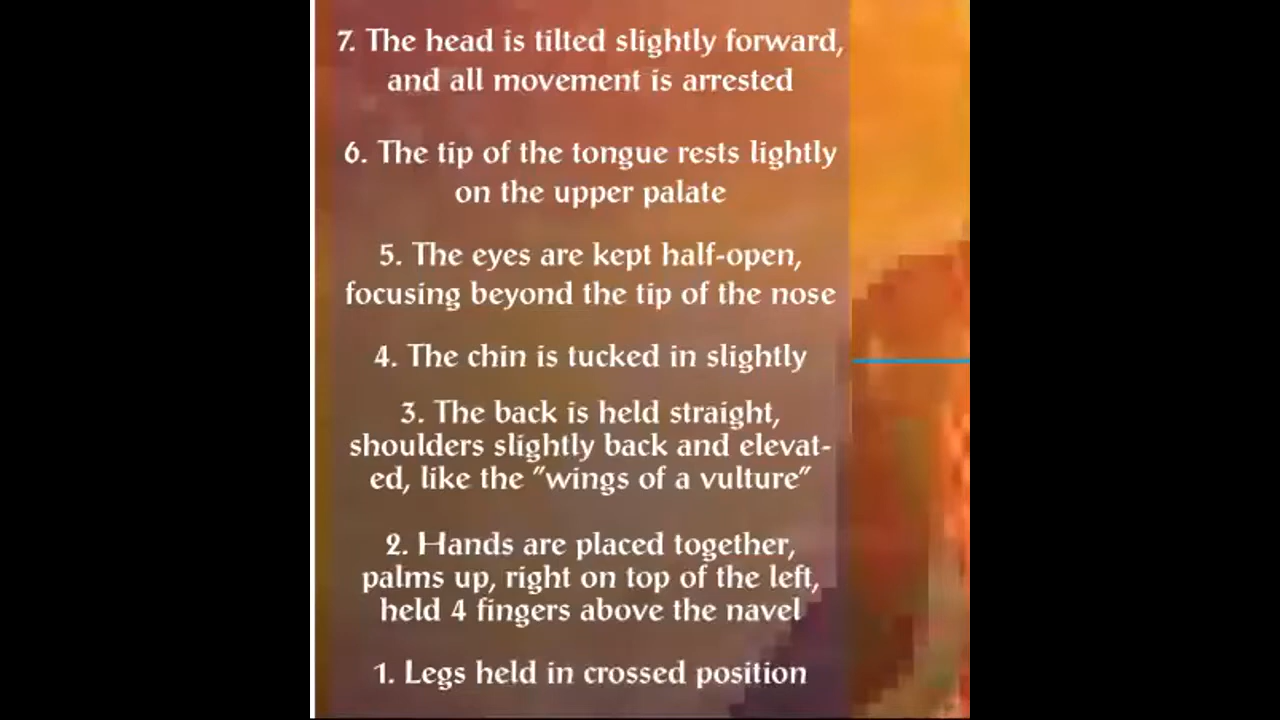 7. The head is tilted slightly forward,
and all movement is arrested
6. The tip of the tongue rests lightly
on the upper palate
5. The eyes are kept half-open,
focusing beyond the tip of the nose
4. The chin is tucked in slightly
3. The back is held straight,
shoulders slightly back and elevat-
ed, like the "wings of a vulture"
2. Hands are placed together,
palms up, right on top of the left,
held 4 fingers above the navel
1. Legs held in crossed position